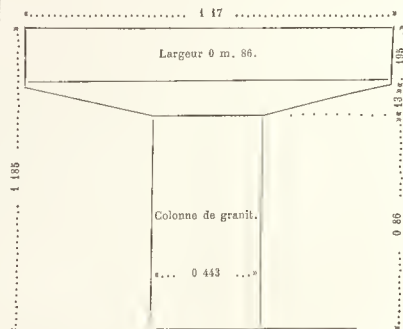 «... 1 17 ...»
Largeur 0 m. 86.
195
« 13 »
1 185
Colonne de granit.
0 86
«... 0 443 ...»